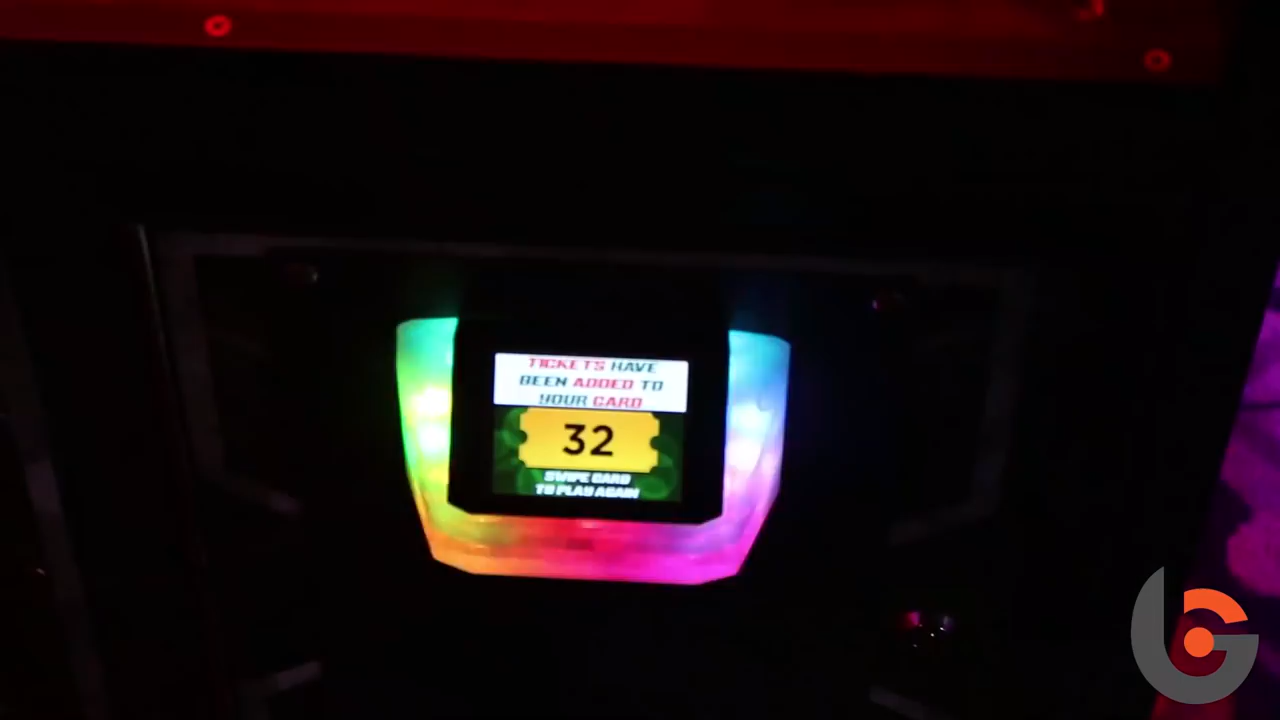 TICKETS HAVE
BEEN ADDED TO
YOUR CARD
32
SWIPE CARD
TO PLAY AGAIN